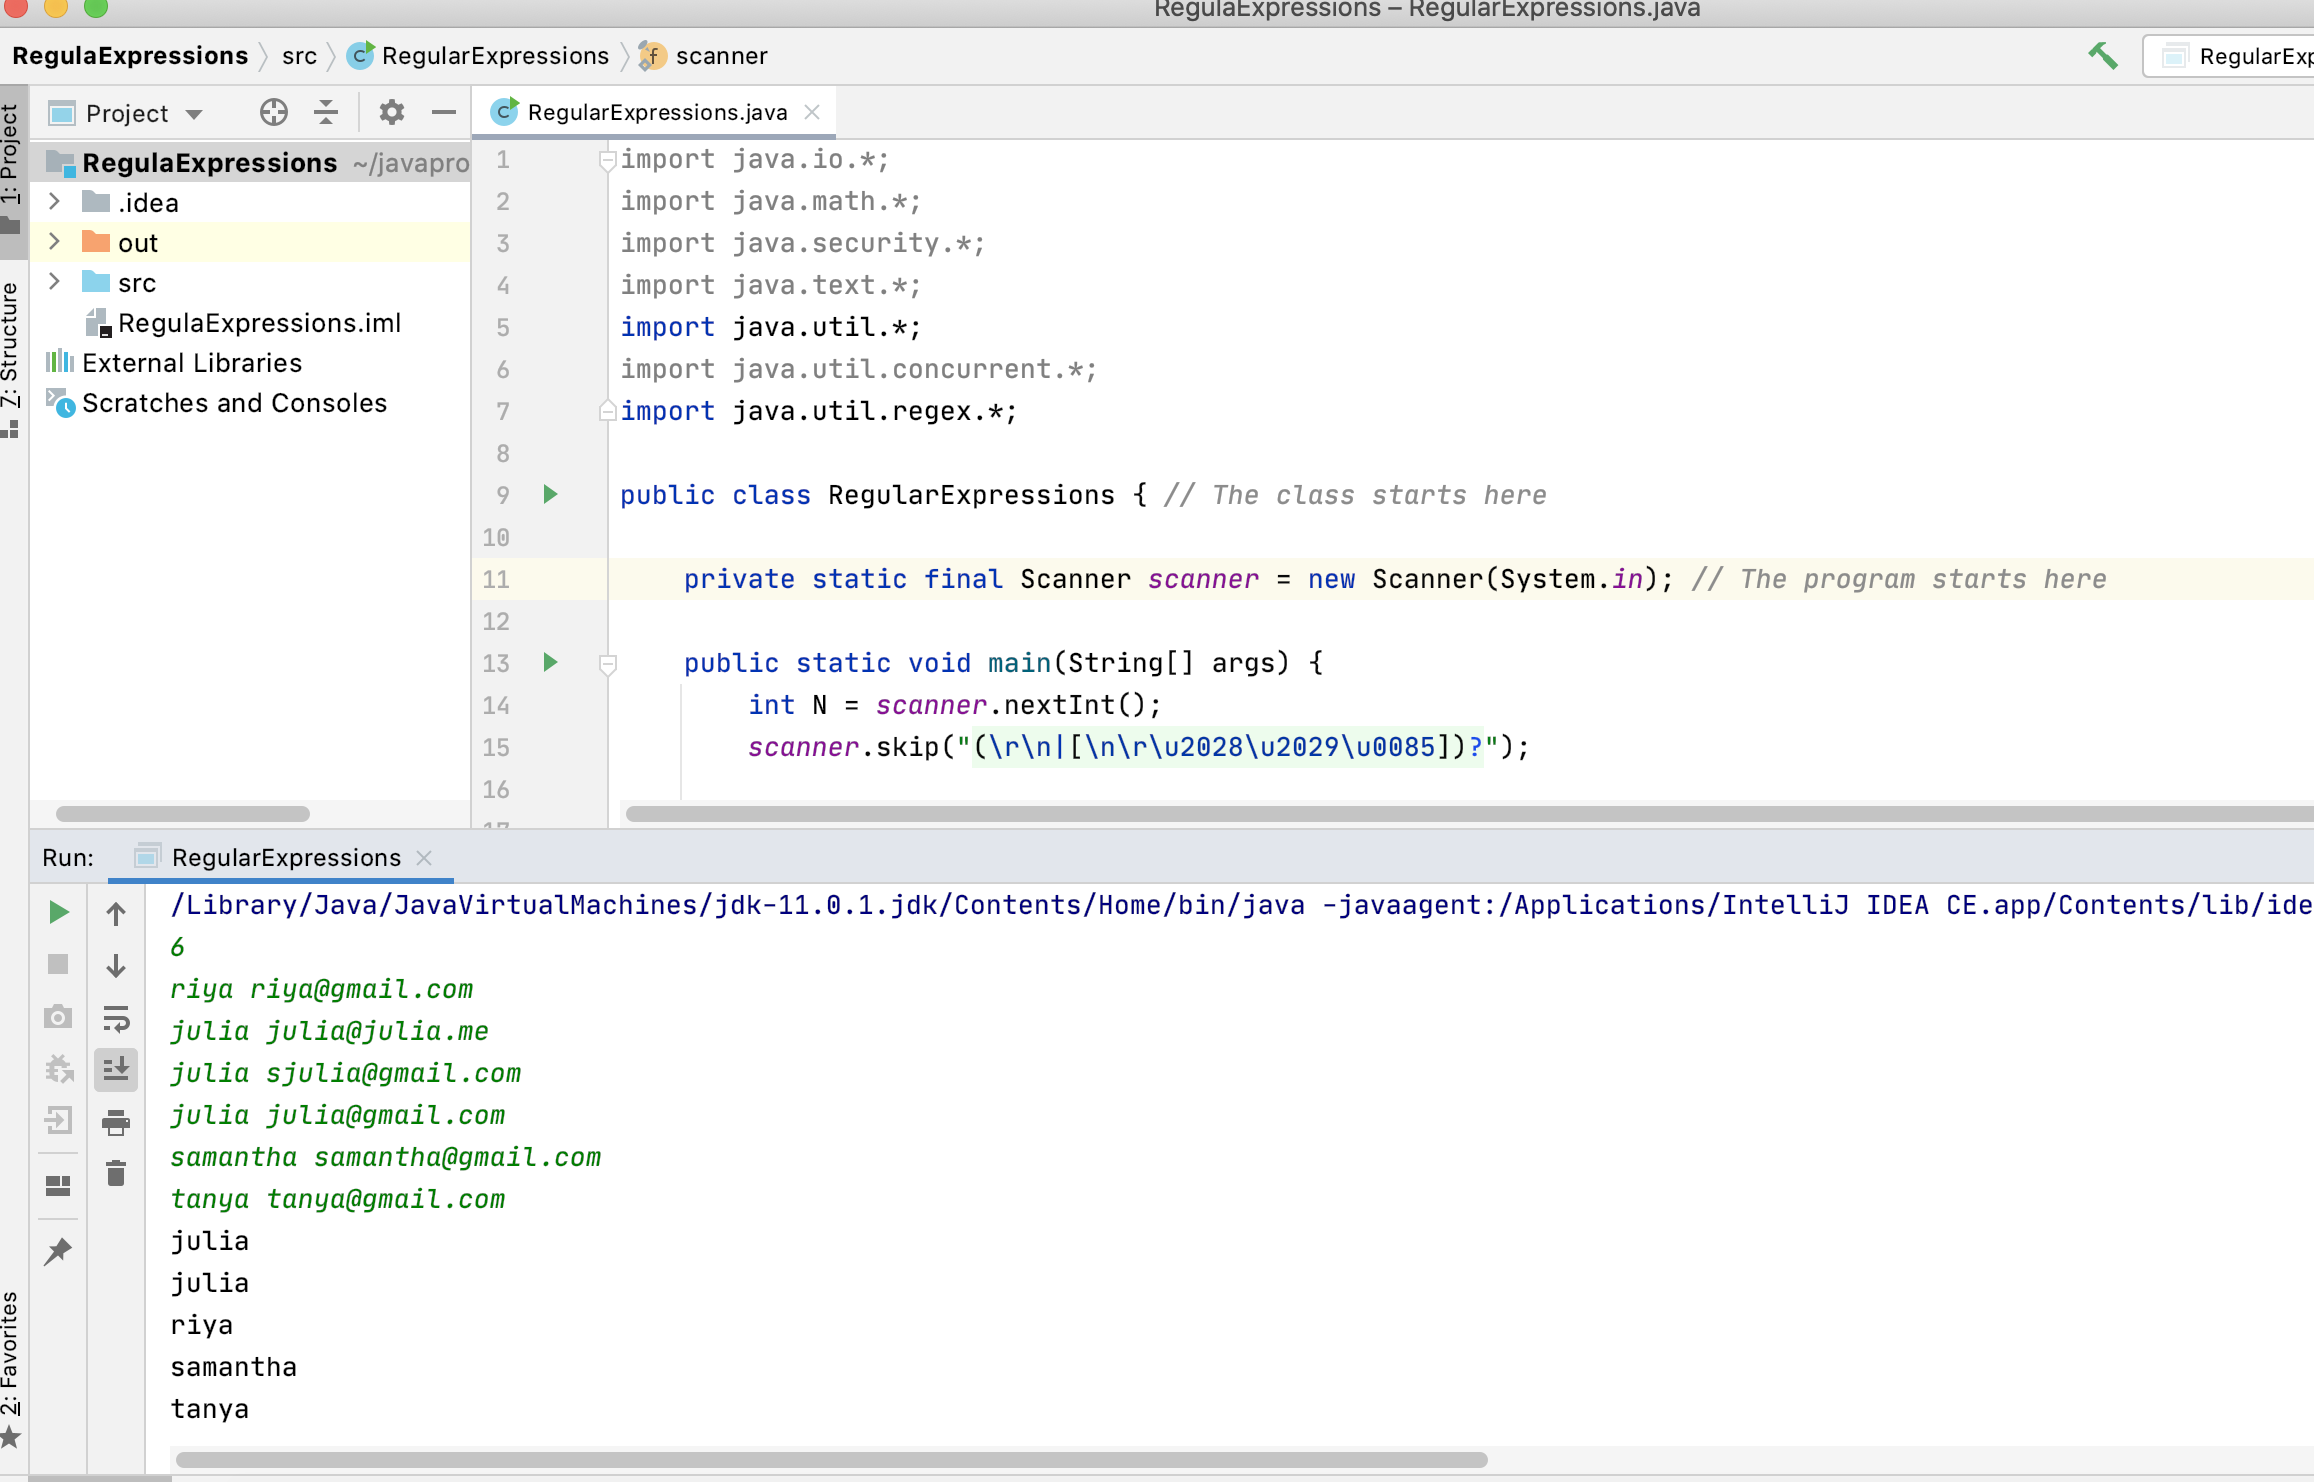 RegulaExpressions – RegularExpressions.java
RegulaExpressions src RegularExpressions scanner
RegularExp
1: Project
7: Structure
2: Favorites
Project
RegulaExpressions ~/javapro
.idea
out
src
RegulaExpressions.iml
External Libraries
Scratches and Consoles
RegularExpressions.java
1 import java.io.*;
2 import java.math.*;
3 import java.security.*;
4 import java.text.*;
5 import java.util.*;
6 import java.util.concurrent.*;
7 import java.util.regex.*;
8
9 public class RegularExpressions { // The class starts here
10
11 private static final Scanner scanner = new Scanner(System.in); // The program starts here
12
13 public static void main(String[] args) {
14 int N = scanner.nextInt();
15 scanner.skip("(\r\n|[\n\r\u2028\u2029\u0085])?");
16
Run: RegularExpressions
/Library/Java/JavaVirtualMachines/jdk-11.0.1.jdk/Contents/Home/bin/java -javaagent:/Applications/IntelliJ IDEA CE.app/Contents/lib/ide
6
riya riya@gmail.com
julia julia@julia.me
julia sjulia@gmail.com
julia julia@gmail.com
samantha samantha@gmail.com
tanya tanya@gmail.com
julia
julia
riya
samantha
tanya